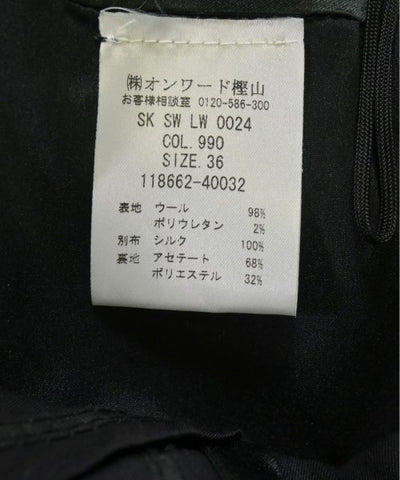 ㈱オンワード樫山
お客様相談室 0120-586-300
SK SW LW 0024
COL. 990
SIZE. 36
118662-40032
表地 ウール 98%
ポリウレタン 2%
別布 シルク 100%
裏地 アセテート 68%
ポリエステル 32%